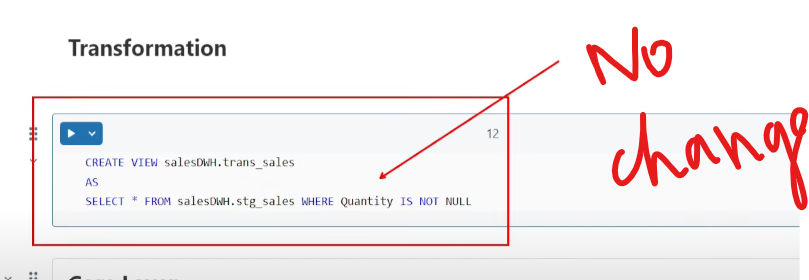 Transformation
No
change
12
CREATE VIEW salesDWH.trans_sales
AS
SELECT * FROM salesDWH.stg_sales WHERE Quantity IS NOT NULL